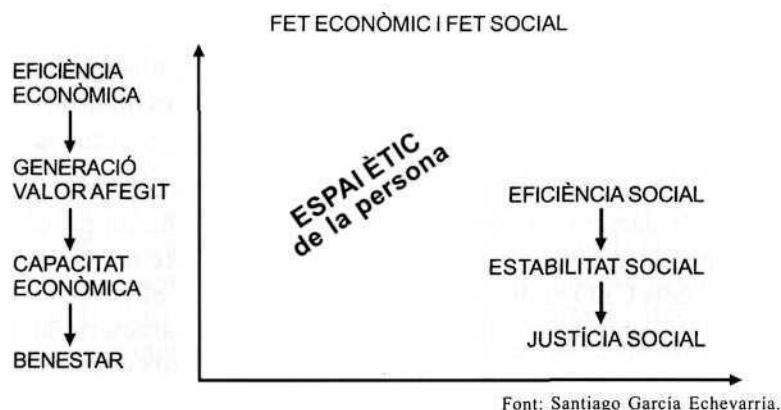 FET ECONÒMIC I FET SOCIAL
EFICIÈNCIA
ECONÒMICA
GENERACIÓ
VALOR AFEGIT
CAPACITAT
ECONÒMICA
BENESTAR
ESPAI ÈTIC
de la persona
EFICIÈNCIA SOCIAL
ESTABILITAT SOCIAL
JUSTÍCIA SOCIAL
Font: Santiago García Echevarría.